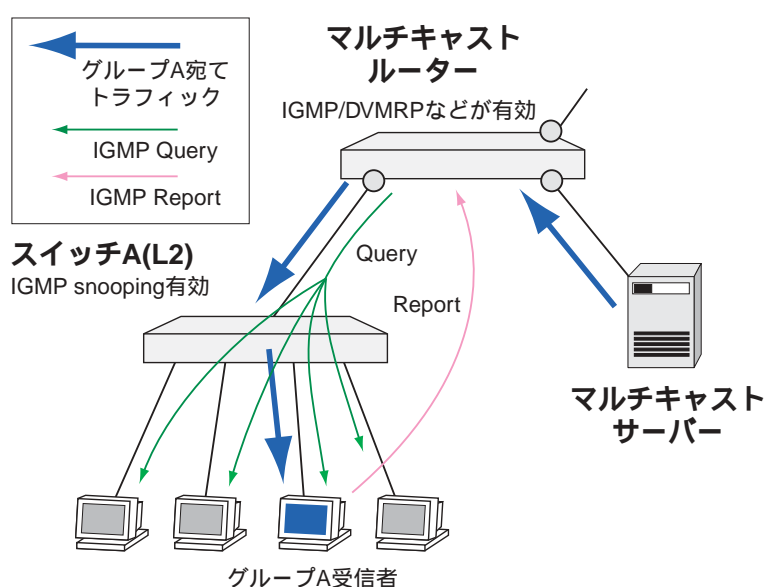 グループA宛て
トラフィック
IGMP Query
IGMP Report
マルチキャスト
ルーター
IGMP/DVMRPなどが有効
スイッチA(L2)
IGMP snooping有効
Query
Report
マルチキャスト
サーバー
グループA受信者